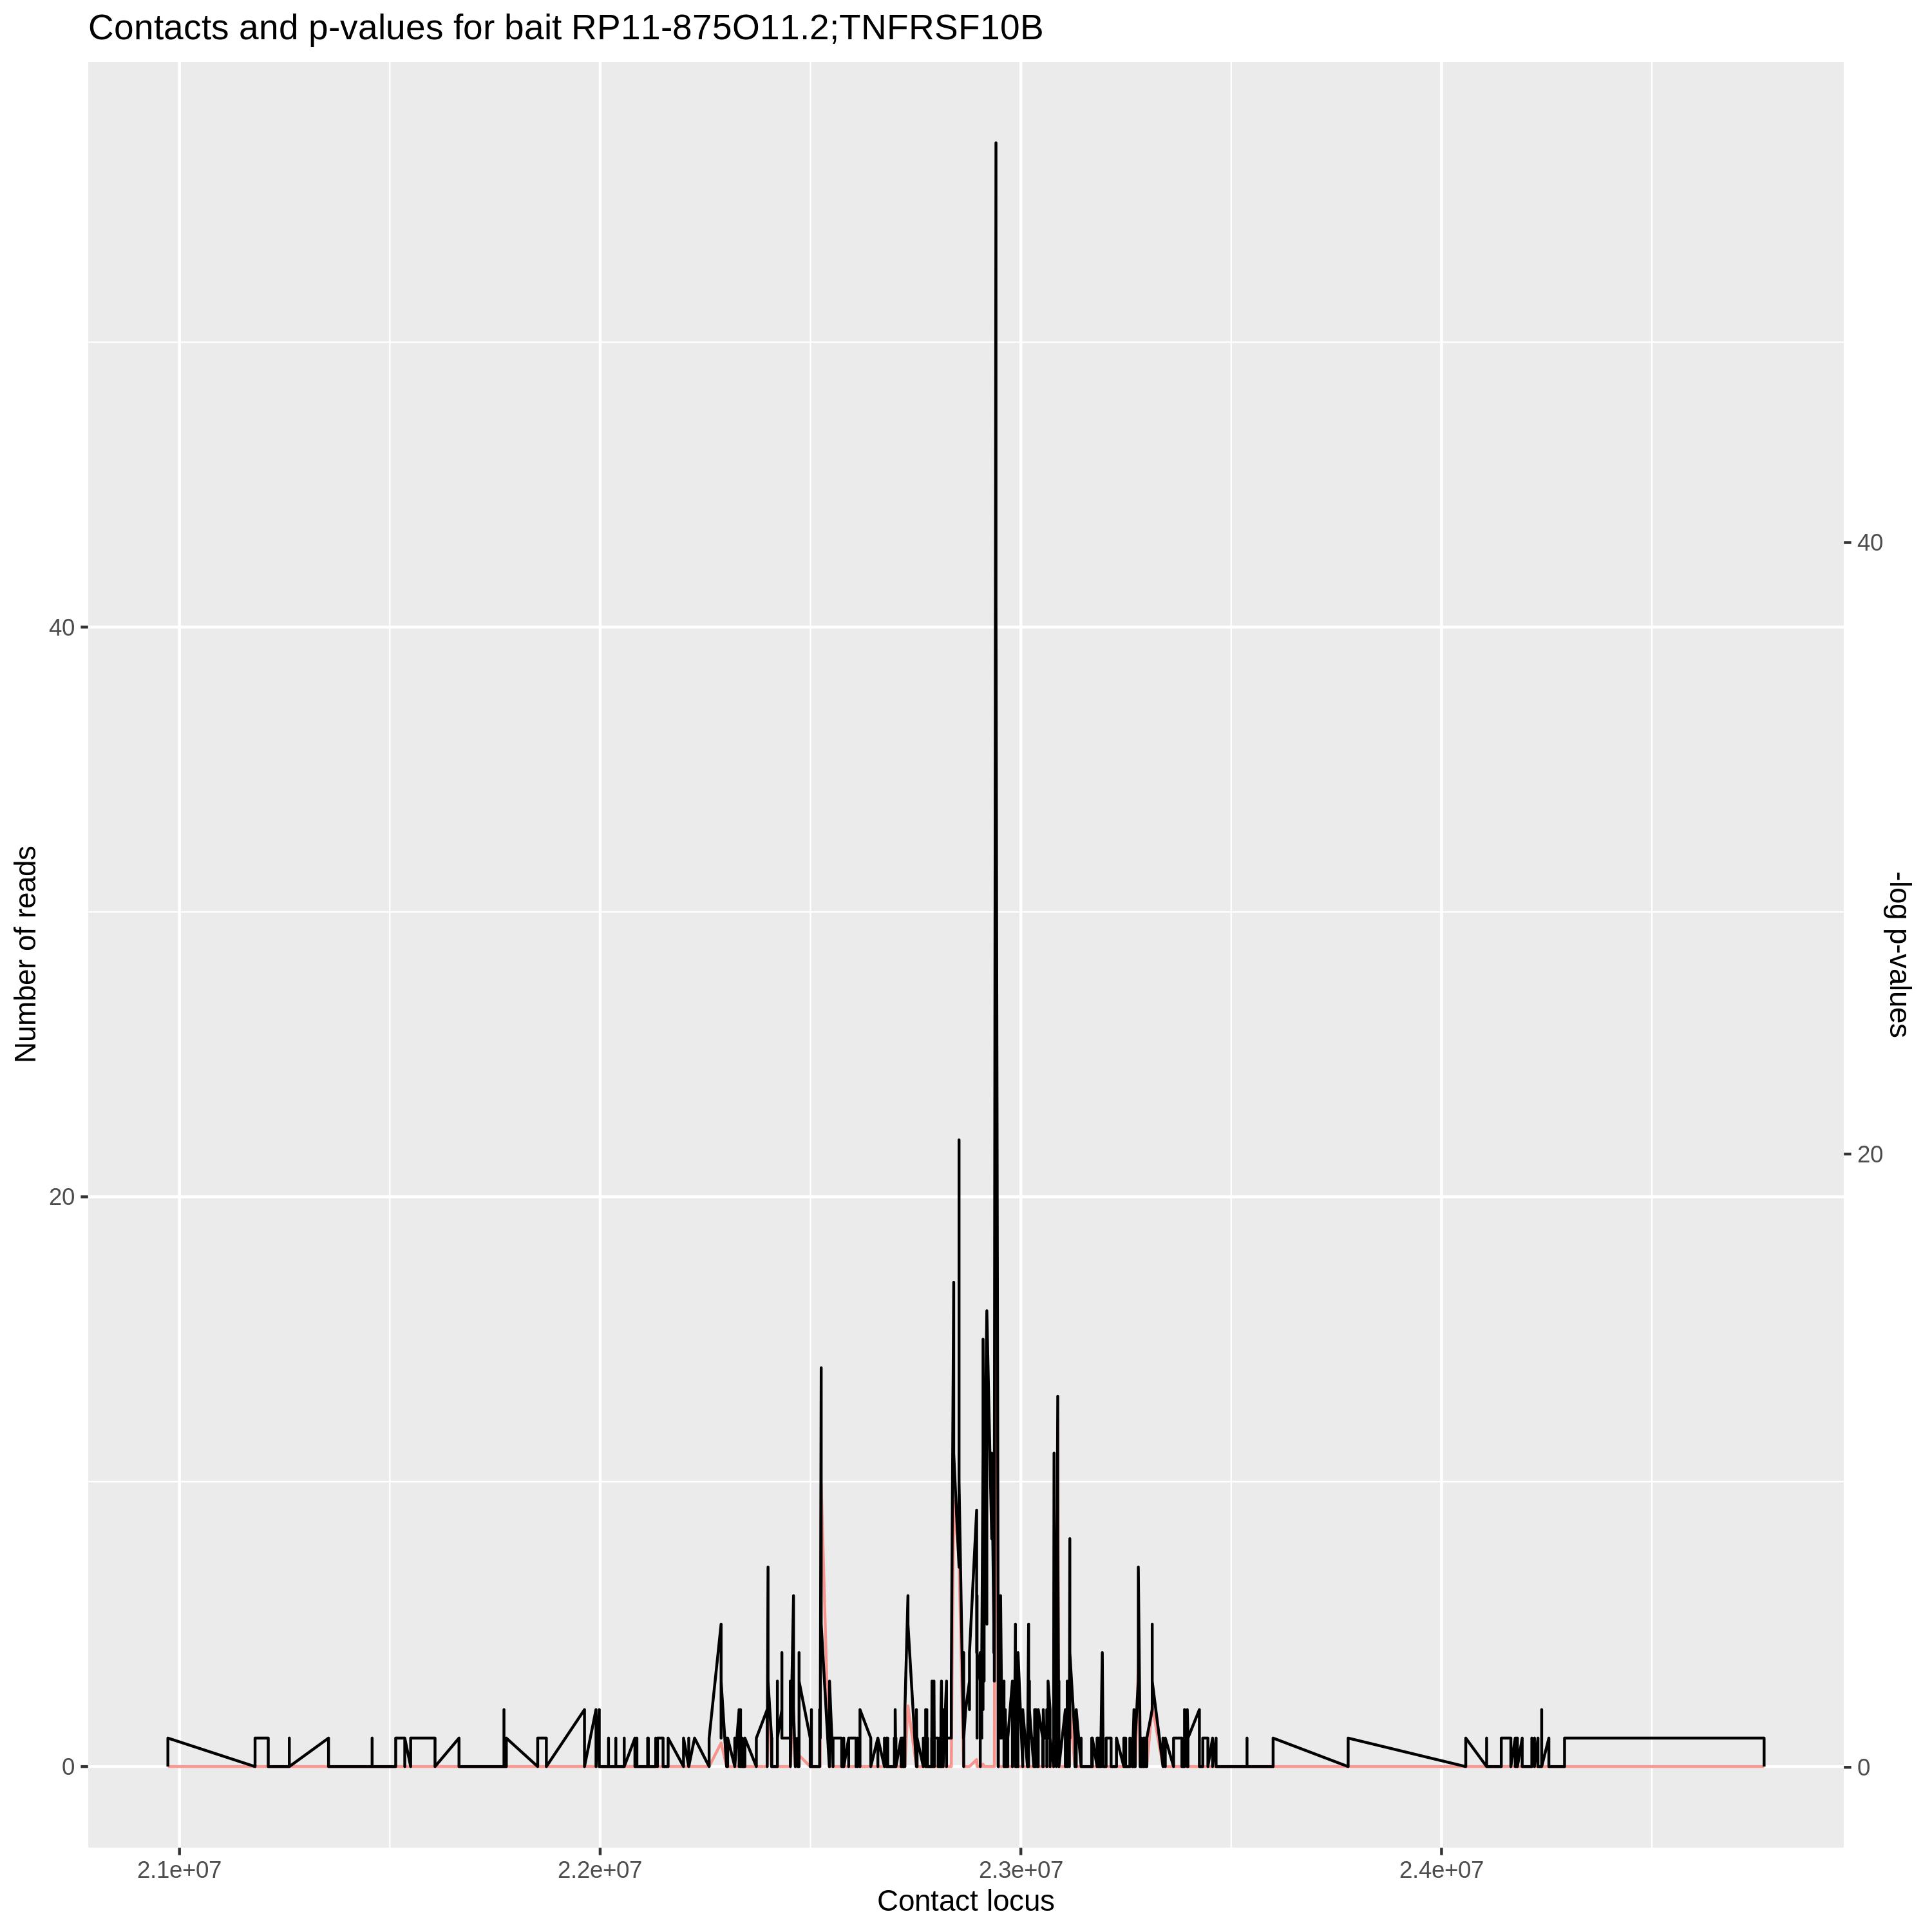 Contacts and p-values for bait RP11-875O11.2;TNFRSF10B
Number of reads
40
20
0
40
20
0
-log p-values
2.1e+07
2.2e+07
2.3e+07
2.4e+07
Contact locus